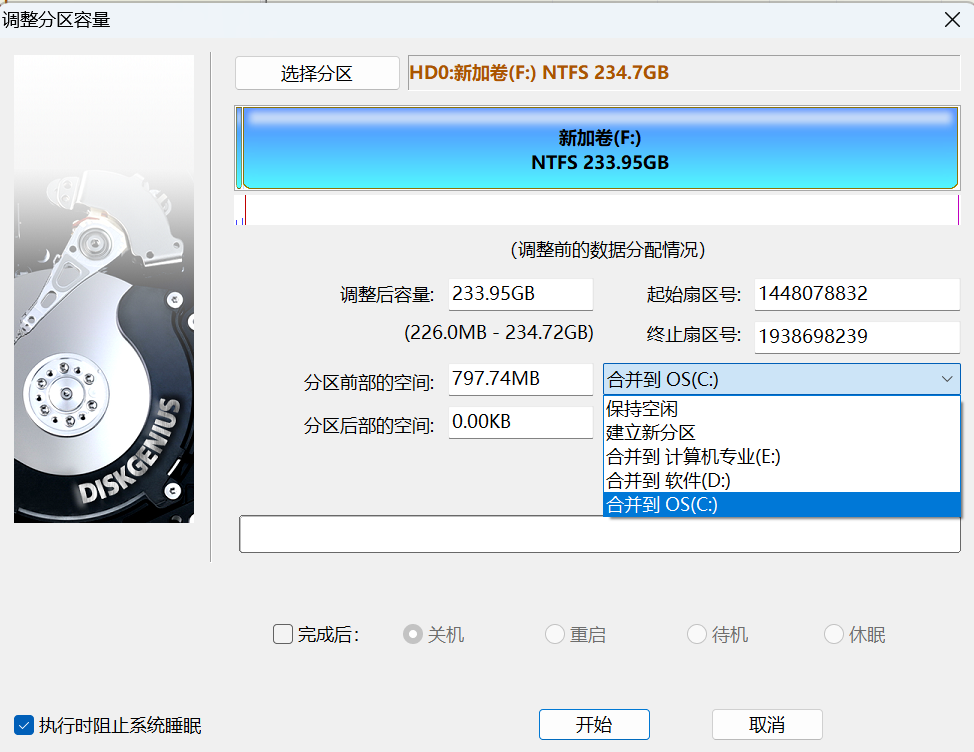 调整分区容量
选择分区
HD0:新加卷(F:) NTFS 234.7GB
新加卷(F:)
NTFS 233.95GB
(调整前的数据分配情况)
调整后容量: 233.95GB
起始扇区号: 1448078832
(226.0MB - 234.72GB)
终止扇区号: 1938698239
分区前部的空间: 797.74MB
合并到 OS(C:)
保持空闲
建立新分区
合并到 计算机专业(E:)
合并到 软件(D:)
合并到 OS(C:)
分区后部的空间: 0.00KB
DISKGENIUS
完成后: 关机 重启 待机 休眠
执行时阻止系统睡眠
开始
取消